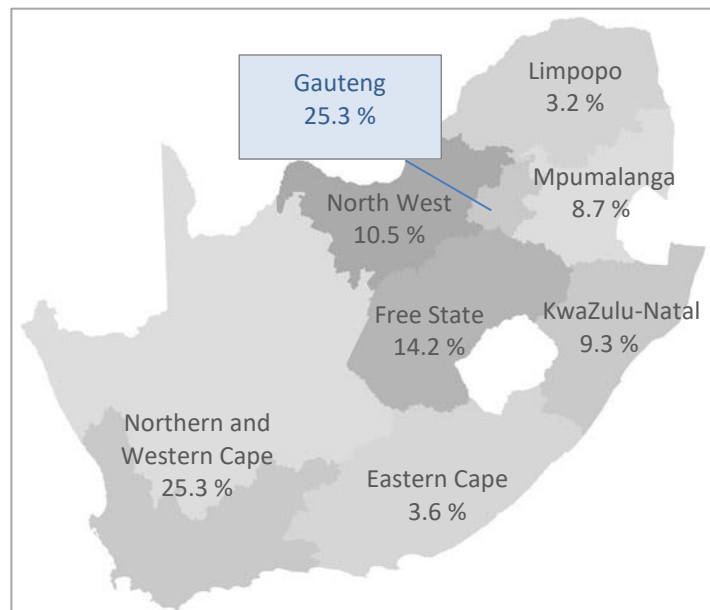 Gauteng
25.3 %
Limpopo
3.2 %
Mpumalanga
8.7 %
North West
10.5 %
Free State
14.2 %
KwaZulu-Natal
9.3 %
Northern and
Western Cape
25.3 %
Eastern Cape
3.6 %